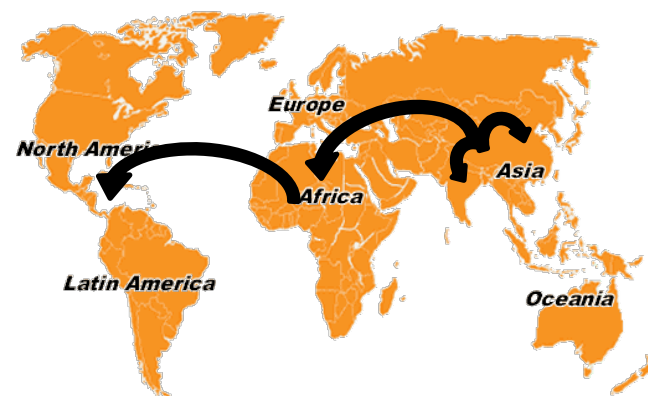 Europe
North Ameri
Asia
Africa
Latin America
Oceania